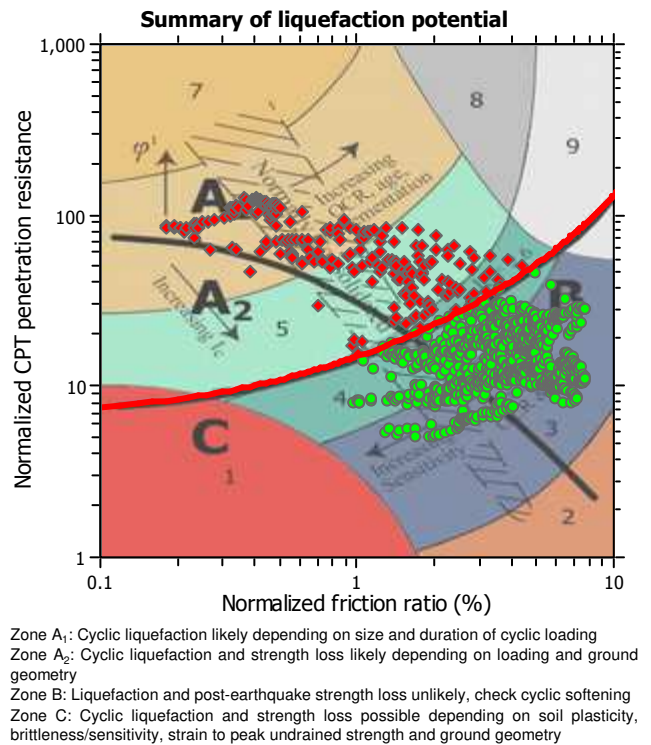 Summary of liquefaction potential
Normalized CPT penetration resistance
1,000
100
10
1
7
8
9
φ'
A
Increasing
A2
Increasing Ic
5
6
B
4
3
C
1
Increasing
Sensitivity
2
0.1
1
10
Normalized friction ratio (%)
Zone A1: Cyclic liquefaction likely depending on size and duration of cyclic loading
Zone A2: Cyclic liquefaction and strength loss likely depending on loading and ground
geometry
Zone B: Liquefaction and post-earthquake strength loss unlikely, check cyclic softening
Zone C: Cyclic liquefaction and strength loss possible depending on soil plasticity,
brittleness/sensitivity, strain to peak undrained strength and ground geometry